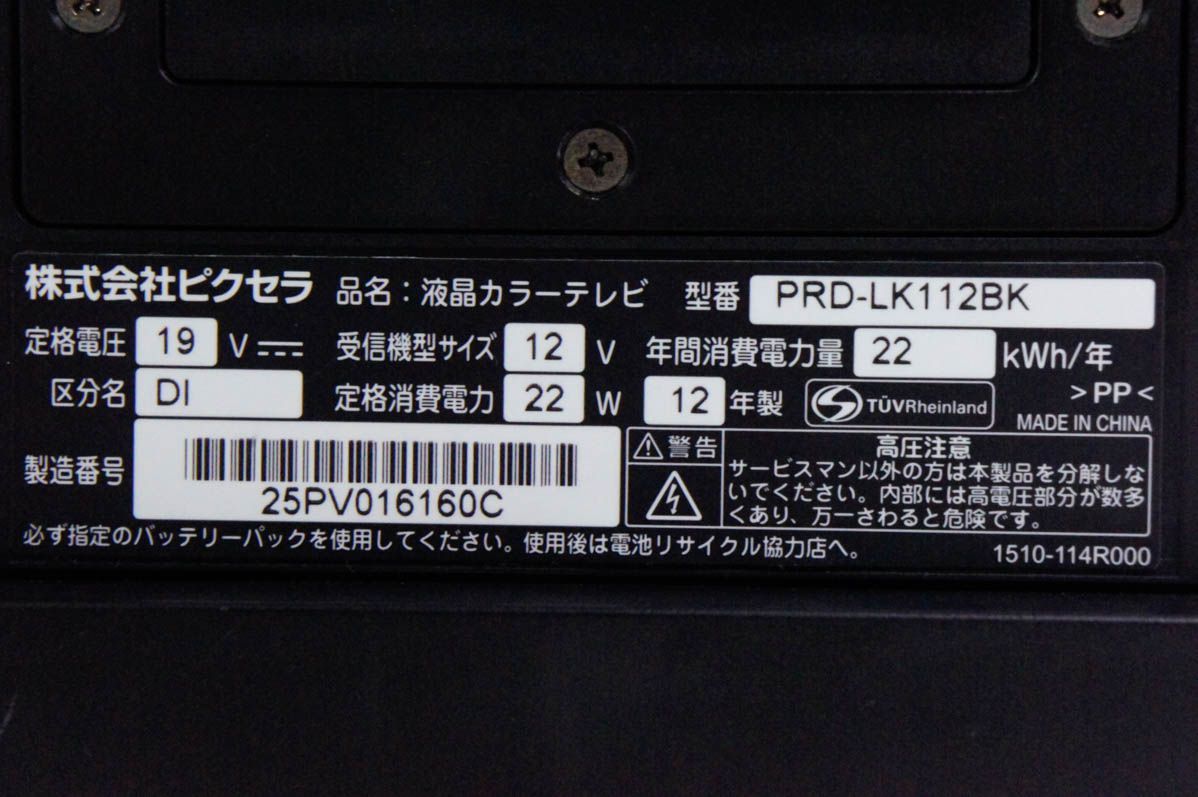 株式会社ピクセラ 品名:液晶カラーテレビ 型番 PRD-LK112BK
定格電圧 19 V 受信機型サイズ 12 V 年間消費電力量 22 kWh/年
区分名 DI 定格消費電力 22 W 12 年製 TÜVRheinland >PP<
MADE IN CHINA
製造番号 25PV016160C
警告 高圧注意
サービスマン以外の方は本製品を分解しな
いでください。内部には高電圧部分が数多
くあり、万一さわると危険です。
必ず指定のバッテリーパックを使用してください。使用後は電池リサイクル協力店へ。 1510-114R000